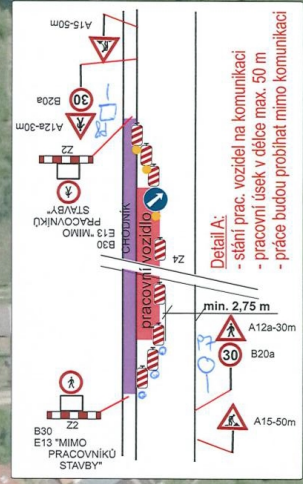 A15-50m
B20a
30
A12a-30m
Z2
B30
E13 "MIMO
PRACOVNÍKŮ
STAVBY"
CHODNÍK
pracovní vozidlo
Z4
min. 2,75 m
Z2
B30
E13 "MIMO
PRACOVNÍKŮ
STAVBY"
A12a-30m
30
B20a
A15-50m
Detail A:
- stání prac. vozidel na komunikaci
- pracovní úsek v délce max. 50 m
- práce budou probíhat mimo komunikaci